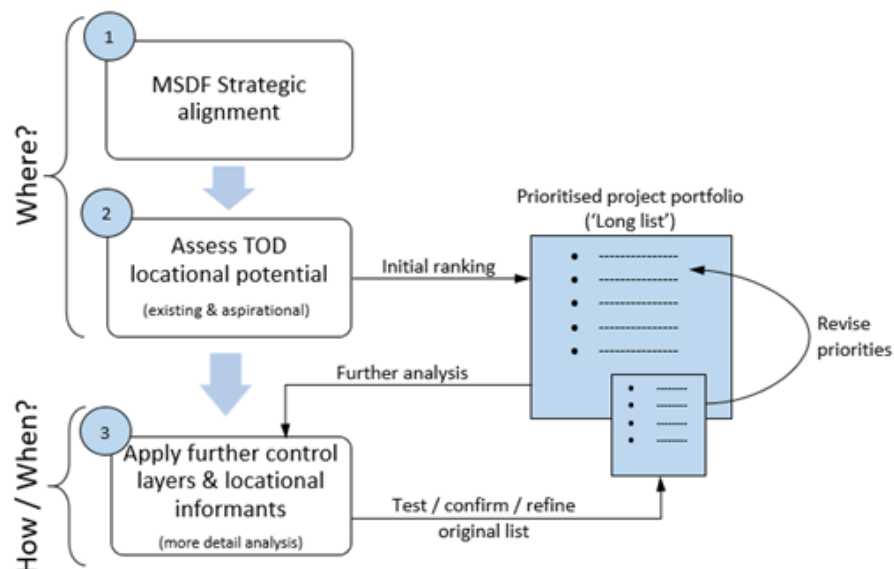 Where?
1
MSDF Strategic
alignment
2
Assess TOD
locational potential
(existing & aspirational)
Initial ranking
Prioritised project portfolio
('Long list')
Revise
priorities
Further analysis
How / When?
3
Apply further control
layers & locational
informants
(more detail analysis)
Test / confirm / refine
original list